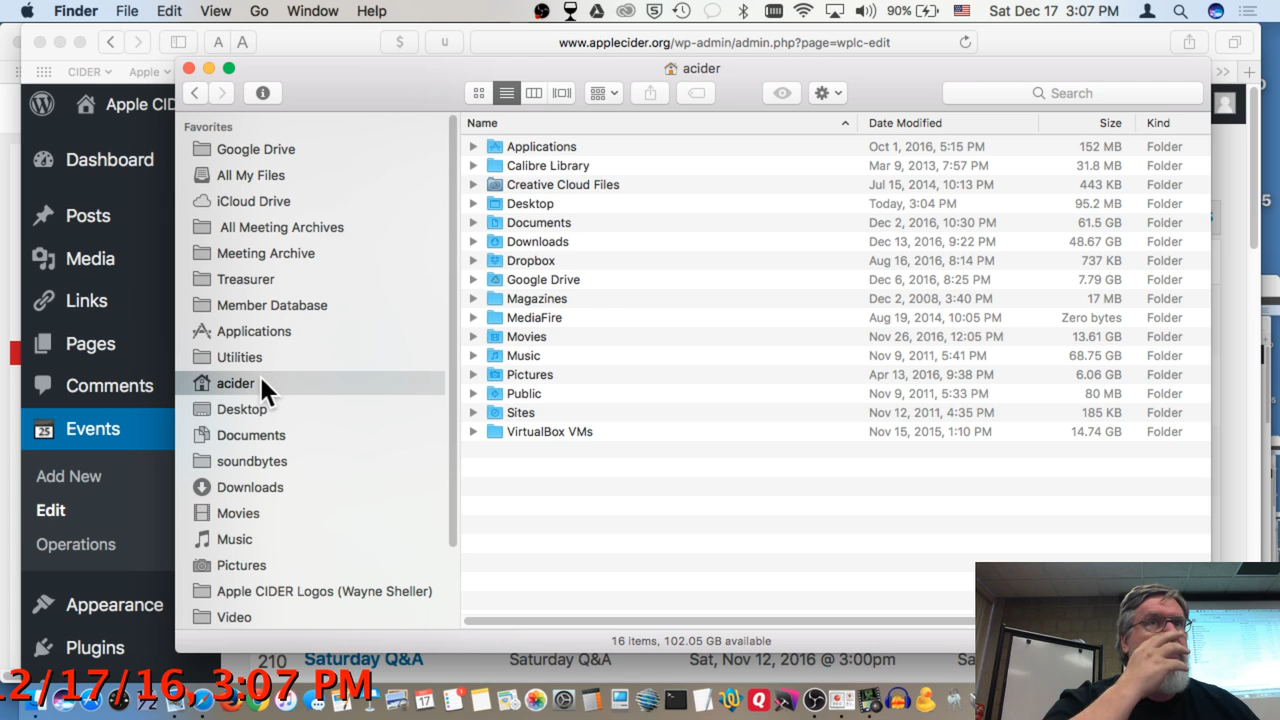 Finder File Edit View Go Window Help 90% Sat Dec 17 3:07 PM
A A $ u www.applecider.org/wp-admin/admin.php?page=wplc-edit
CIDER Apple
acider
Search
Apple CID
Dashboard
Posts
Media
Links
Pages
Comments
25 Events
Add New
Edit
Operations
Appearance
Plugins
Favorites
Google Drive
All My Files
iCloud Drive
All Meeting Archives
Meeting Archive
Treasurer
Member Database
Applications
Utilities
acider
Desktop
Documents
soundbytes
Downloads
Movies
Music
Pictures
Apple CIDER Logos (Wayne Sheller)
Video
Name Date Modified Size Kind
Applications Oct 1, 2016, 5:15 PM 152 MB Folder
Calibre Library Mar 9, 2013, 7:57 PM 31.8 MB Folder
Creative Cloud Files Jul 15, 2014, 10:13 PM 443 KB Folder
Desktop Today, 3:04 PM 95.2 MB Folder
Documents Dec 2, 2016, 10:30 PM 61.5 GB Folder
Downloads Dec 13, 2016, 9:22 PM 48.67 GB Folder
Dropbox Aug 16, 2016, 8:14 PM 737 KB Folder
Google Drive Dec 6, 2016, 8:25 PM 7.79 GB Folder
Magazines Dec 2, 2008, 3:40 PM 17 MB Folder
MediaFire Aug 19, 2014, 10:05 PM Zero bytes Folder
Movies Nov 26, 2016, 12:05 PM 13.61 GB Folder
Music Nov 9, 2011, 5:41 PM 68.75 GB Folder
Pictures Apr 13, 2016, 9:38 PM 6.06 GB Folder
Public Nov 9, 2011, 5:33 PM 80 MB Folder
Sites Nov 12, 2011, 4:35 PM 185 KB Folder
VirtualBox VMs Nov 15, 2015, 1:10 PM 14.74 GB Folder
16 items, 102.05 GB available
210 Saturday Q&A Saturday Q&A Sat, Nov 12, 2016 @ 3:00pm Sa
2/17/16, 3:07 PM